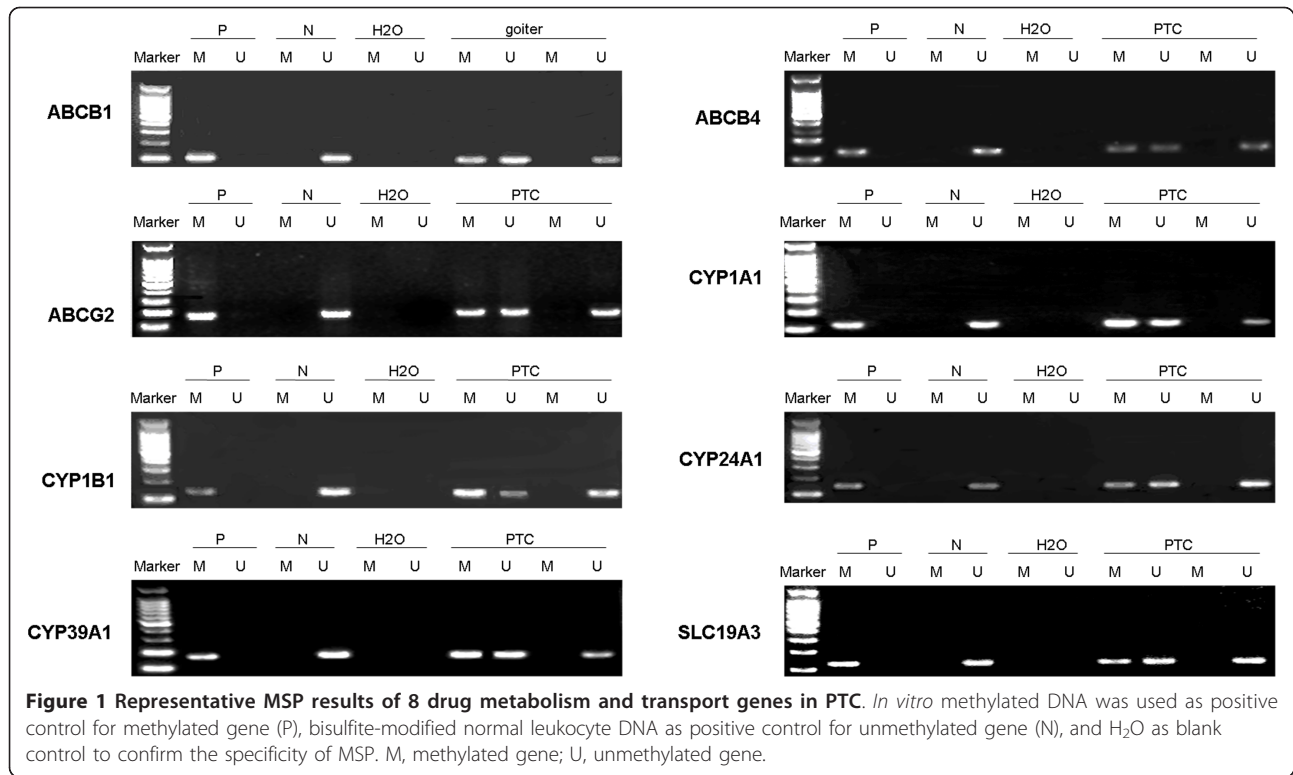 P N H2O goiter
Marker M U M U M U M U M U
ABCB1
P N H2O PTC
M U M U M U M U M U
Marker
ABCB4
P N H2O PTC
M U M U M U M U M U
Marker
ABCG2
P N H2O PTC
M U M U M U M U M U
Marker
CYP1A1
P N H2O PTC
Marker M U M U M U M U M U
CYP1B1
P N H2O PTC
Marker M U M U M U M U M U
CYP24A1
P N H2O PTC
Marker M U M U M U M U M U
CYP39A1
P N H2O PTC
Marker M U M U M U M U M U
SLC19A3
Figure 1 Representative MSP results of 8 drug metabolism and transport genes in PTC. In vitro methylated DNA was used as positive
control for methylated gene (P), bisulfite-modified normal leukocyte DNA as positive control for unmethylated gene (N), and H₂O as blank
control to confirm the specificity of MSP. M, methylated gene; U, unmethylated gene.